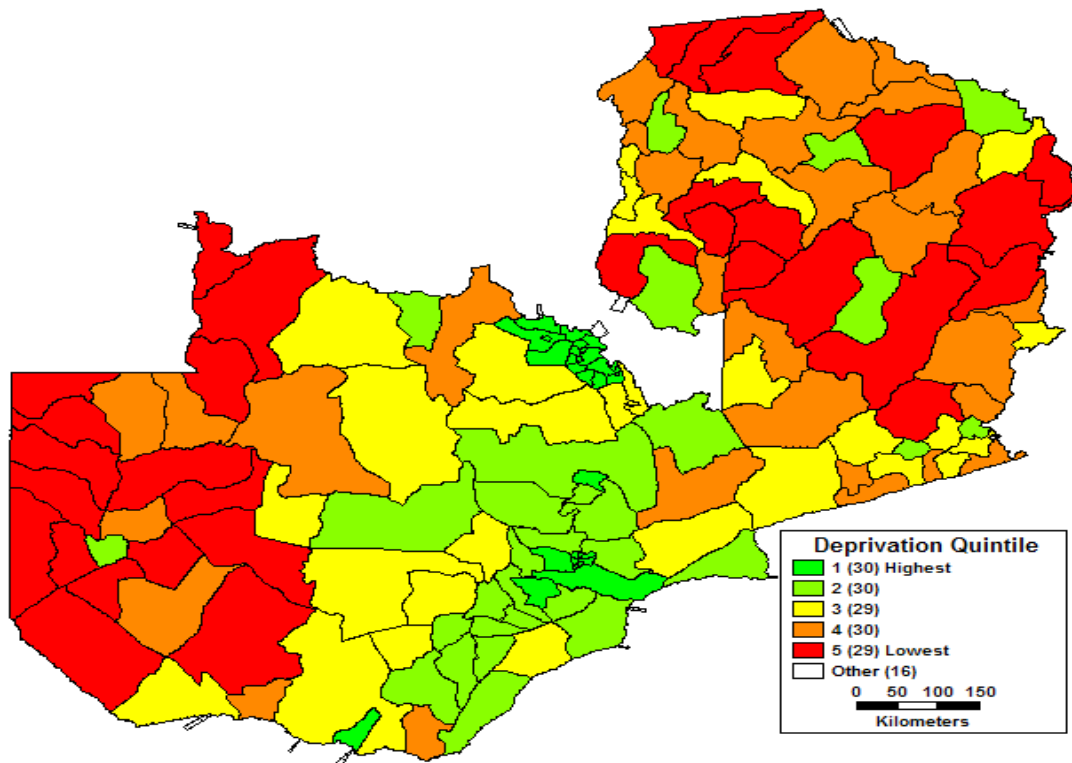 Deprivation Quintile
1 (30) Highest
2 (30)
3 (29)
4 (30)
5 (29) Lowest
Other (16)
0 50 100 150
Kilometers